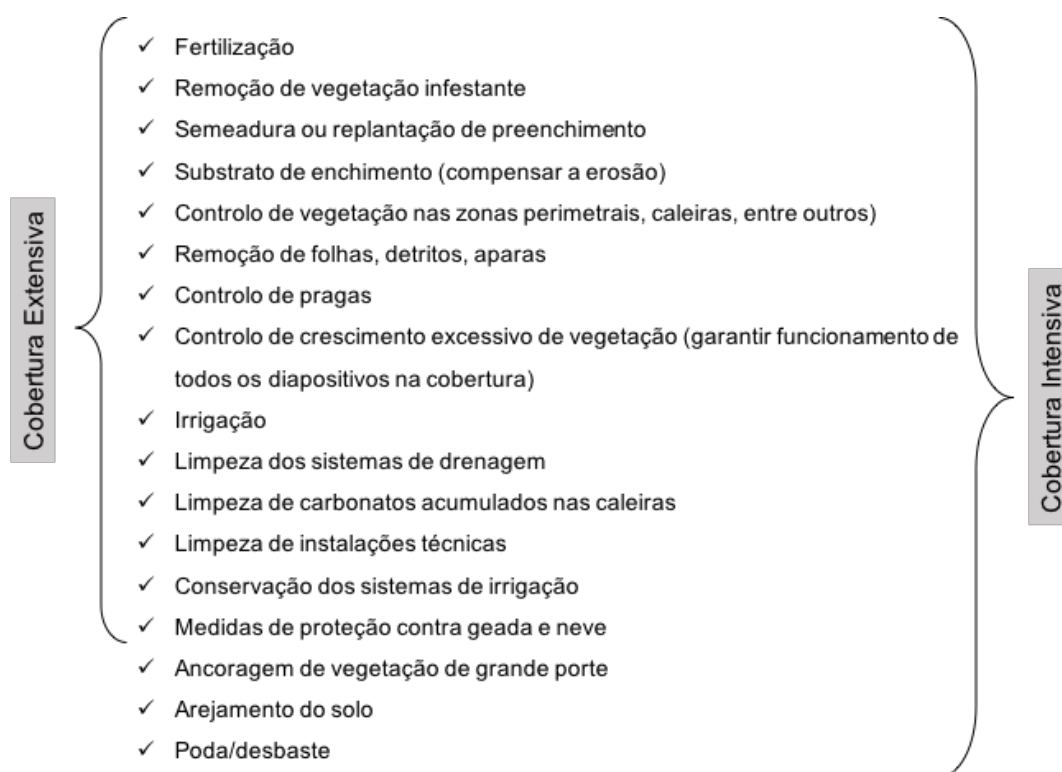 Cobertura Extensiva
✓ Fertilização
✓ Remoção de vegetação infestante
✓ Semeadura ou replantação de preenchimento
✓ Substrato de enchimento (compensar a erosão)
✓ Controlo de vegetação nas zonas perimetrais, caleiras, entre outros)
✓ Remoção de folhas, detritos, aparas
✓ Controlo de pragas
✓ Controlo de crescimento excessivo de vegetação (garantir funcionamento de
todos os diapositivos na cobertura)
✓ Irrigação
✓ Limpeza dos sistemas de drenagem
✓ Limpeza de carbonatos acumulados nas caleiras
✓ Limpeza de instalações técnicas
✓ Conservação dos sistemas de irrigação
✓ Medidas de proteção contra geada e neve
✓ Ancoragem de vegetação de grande porte
✓ Arejamento do solo
✓ Poda/desbaste
Cobertura Intensiva